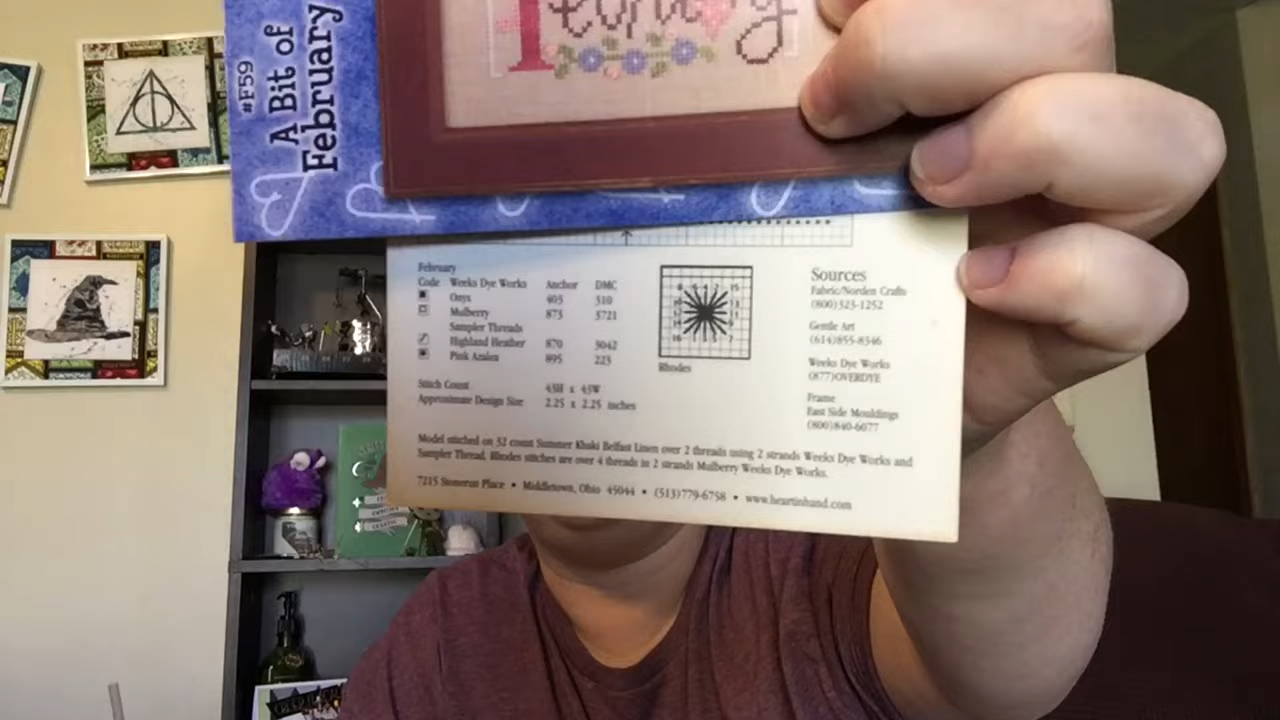 #F59
A Bit of
February
February
Code Weeks Dye Works Anchor DMC
Onyx 403 310
Mulberry 873 3721
Sampler Threads
Highland Heather 870 3042
Pink Azalea 895 223
Stitch Count 43H x 43W
Approximate Design Size 2.25 x 2.25 inches
Rhodes
Sources
Fabric/Norden Crafts
(800)323-1252
Gentle Art
(614)855-8346
Weeks Dye Works
(877)OVERDYE
Frame
East Side Mouldings
(800)840-6077
Model stitched on 32 count Summer Khaki Belfast Linen over 2 threads using 2 strands Weeks Dye Works and
Sampler Thread. Rhodes stitches are over 4 threads in 2 strands Mulberry Weeks Dye Works.
7215 Stonerun Place • Middletown, Ohio 45044 • (513)779-6758 • www.heartinhand.com